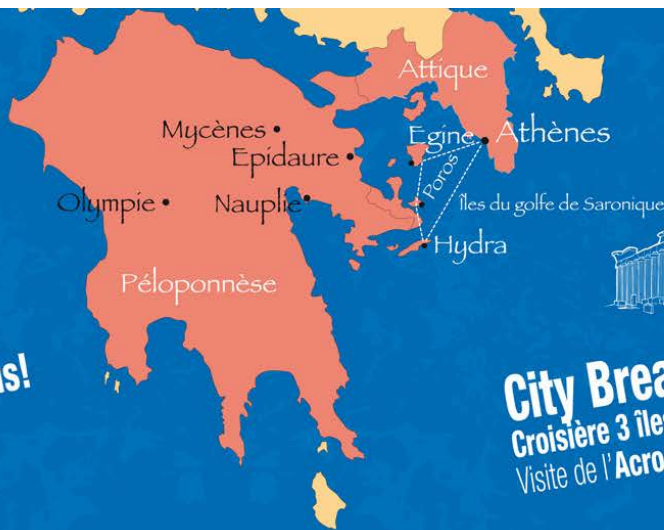 Attique
Mycènes
Egine
Athènes
Epidaure
Poros
Olympie
Nauplie
îles du golfe de Saronique
Hydra
Péloponnèse
s!
City Brea
Croisière 3 îles
Visite de l'Acro